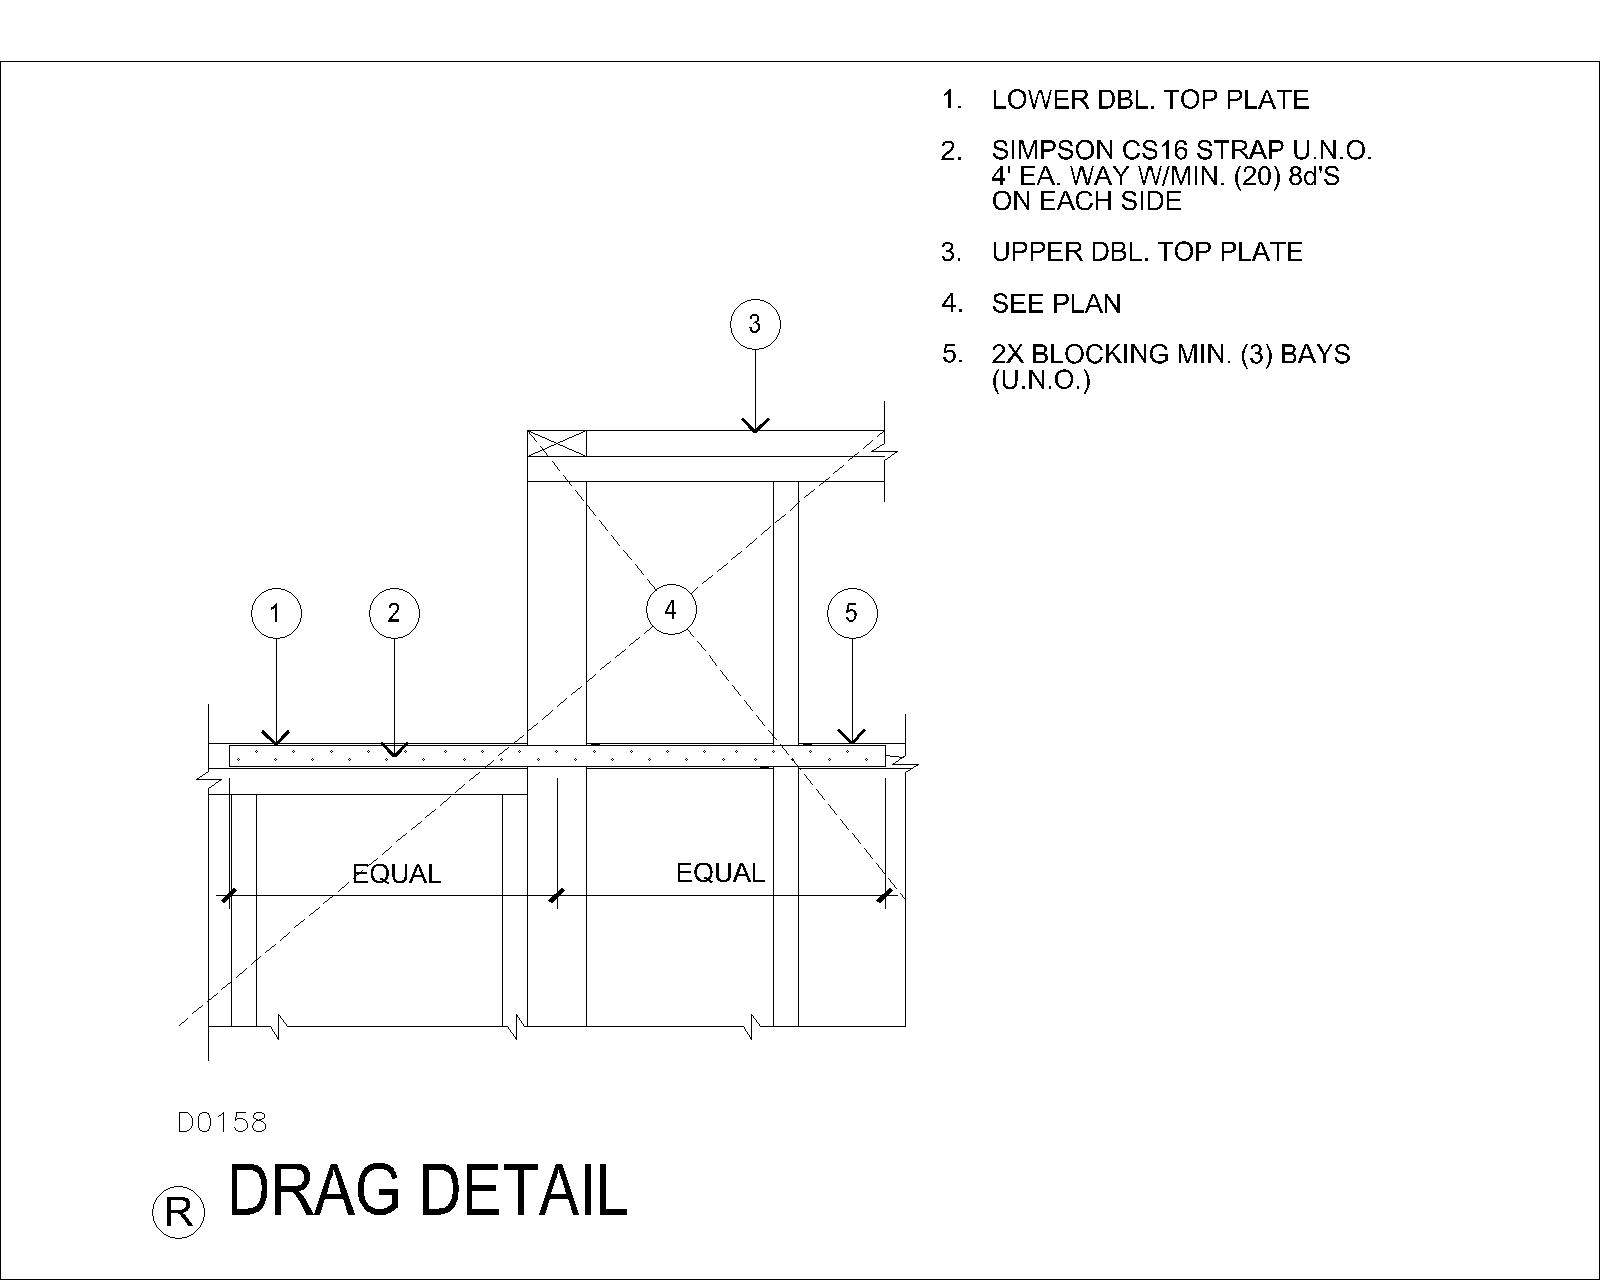 1. LOWER DBL. TOP PLATE
2. SIMPSON CS16 STRAP U.N.O.
4' EA. WAY W/MIN. (20) 8d'S
ON EACH SIDE
3. UPPER DBL. TOP PLATE
4. SEE PLAN
5. 2X BLOCKING MIN. (3) BAYS
(U.N.O.)
3
1
2
4
5
EQUAL
EQUAL
D0158
R DRAG DETAIL